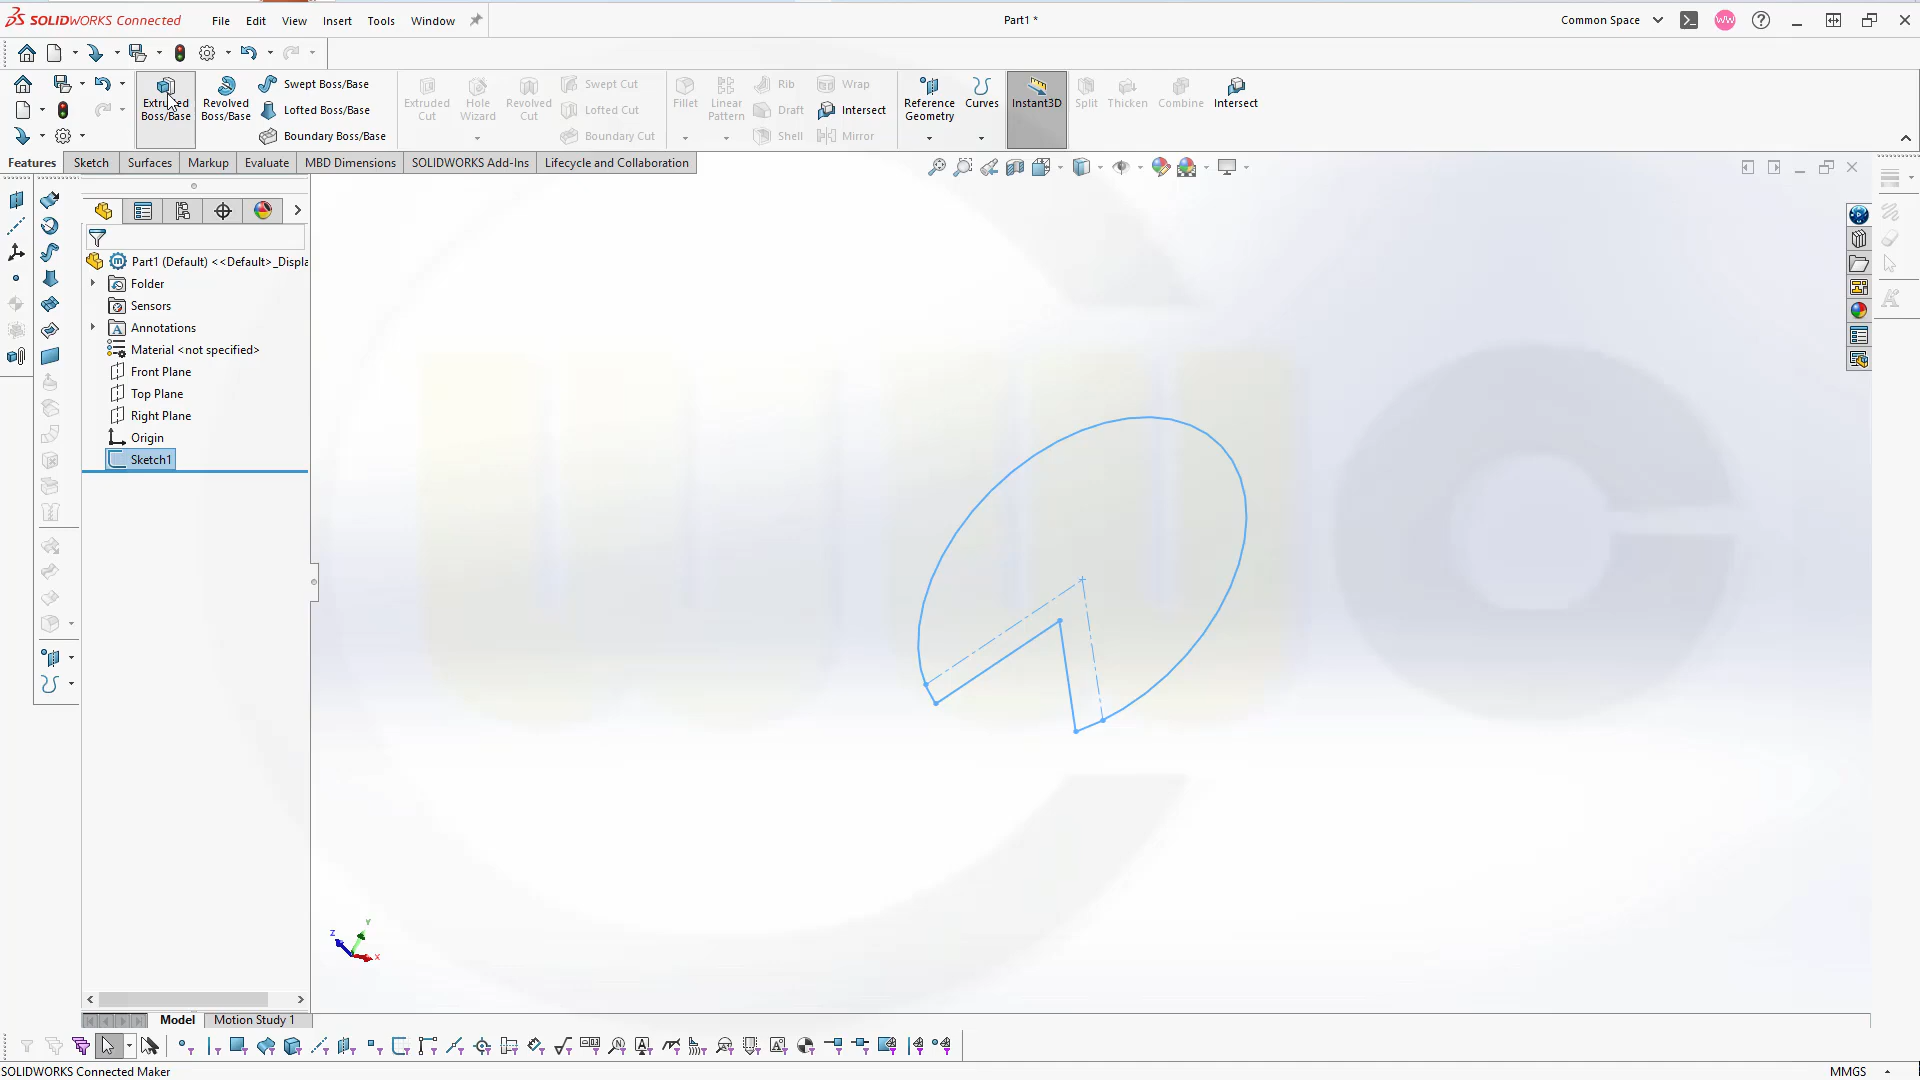 SOLIDWORKS Connected
File Edit View Insert Tools Window
Part1 *
Common Space
WW
Extruded Boss/Base
Revolved Boss/Base
Swept Boss/Base
Lofted Boss/Base
Boundary Boss/Base
Extruded Cut
Hole Wizard
Revolved Cut
Swept Cut
Lofted Cut
Boundary Cut
Fillet
Linear Pattern
Rib
Draft
Shell
Wrap
Intersect
Mirror
Reference Geometry
Curves
Instant3D
Split
Thicken
Combine
Intersect
Features Sketch Surfaces Markup Evaluate MBD Dimensions SOLIDWORKS Add-Ins Lifecycle and Collaboration
Part1 (Default) <<Default>_Displa
Folder
Sensors
Annotations
Material <not specified>
Front Plane
Top Plane
Right Plane
Origin
Sketch1
Y
Z
X
Model Motion Study 1
SOLIDWORKS Connected Maker
MMGS